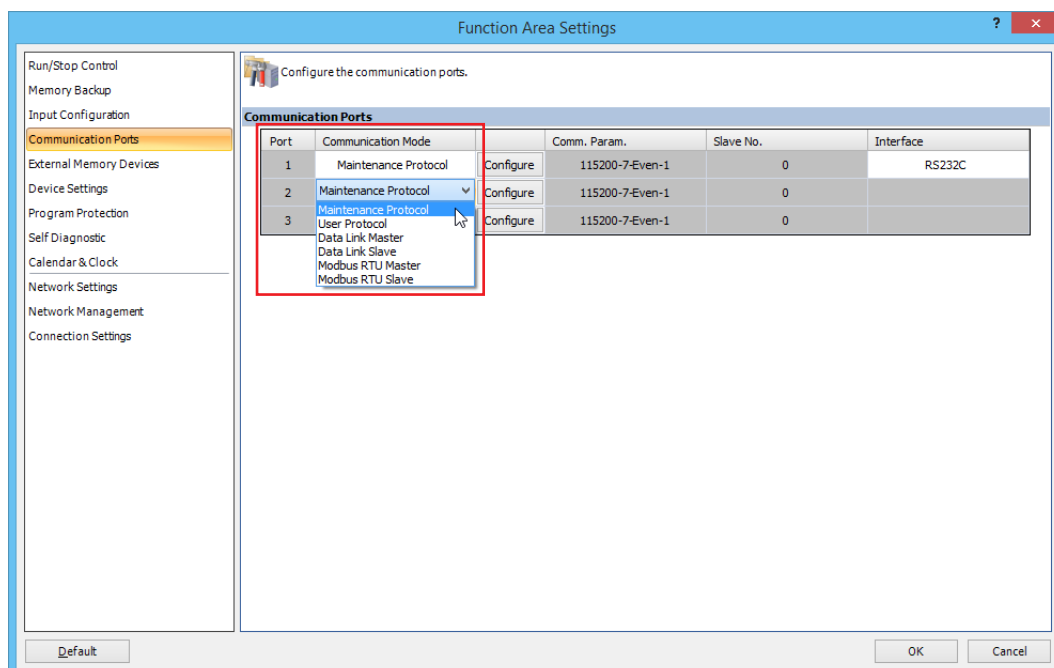 Function Area Settings
?
×
Run/Stop Control
Memory Backup
Input Configuration
Communication Ports
External Memory Devices
Device Settings
Program Protection
Self Diagnostic
Calendar & Clock
Network Settings
Network Management
Connection Settings
Configure the communication ports.
Communication Ports
Port Communication Mode Comm. Param. Slave No. Interface
1 Maintenance Protocol Configure 115200-7-Even-1 0 RS232C
2 Maintenance Protocol Configure 115200-7-Even-1 0
3 Configure 115200-7-Even-1 0
Maintenance Protocol
User Protocol
Data Link Master
Data Link Slave
Modbus RTU Master
Modbus RTU Slave
Default OK Cancel